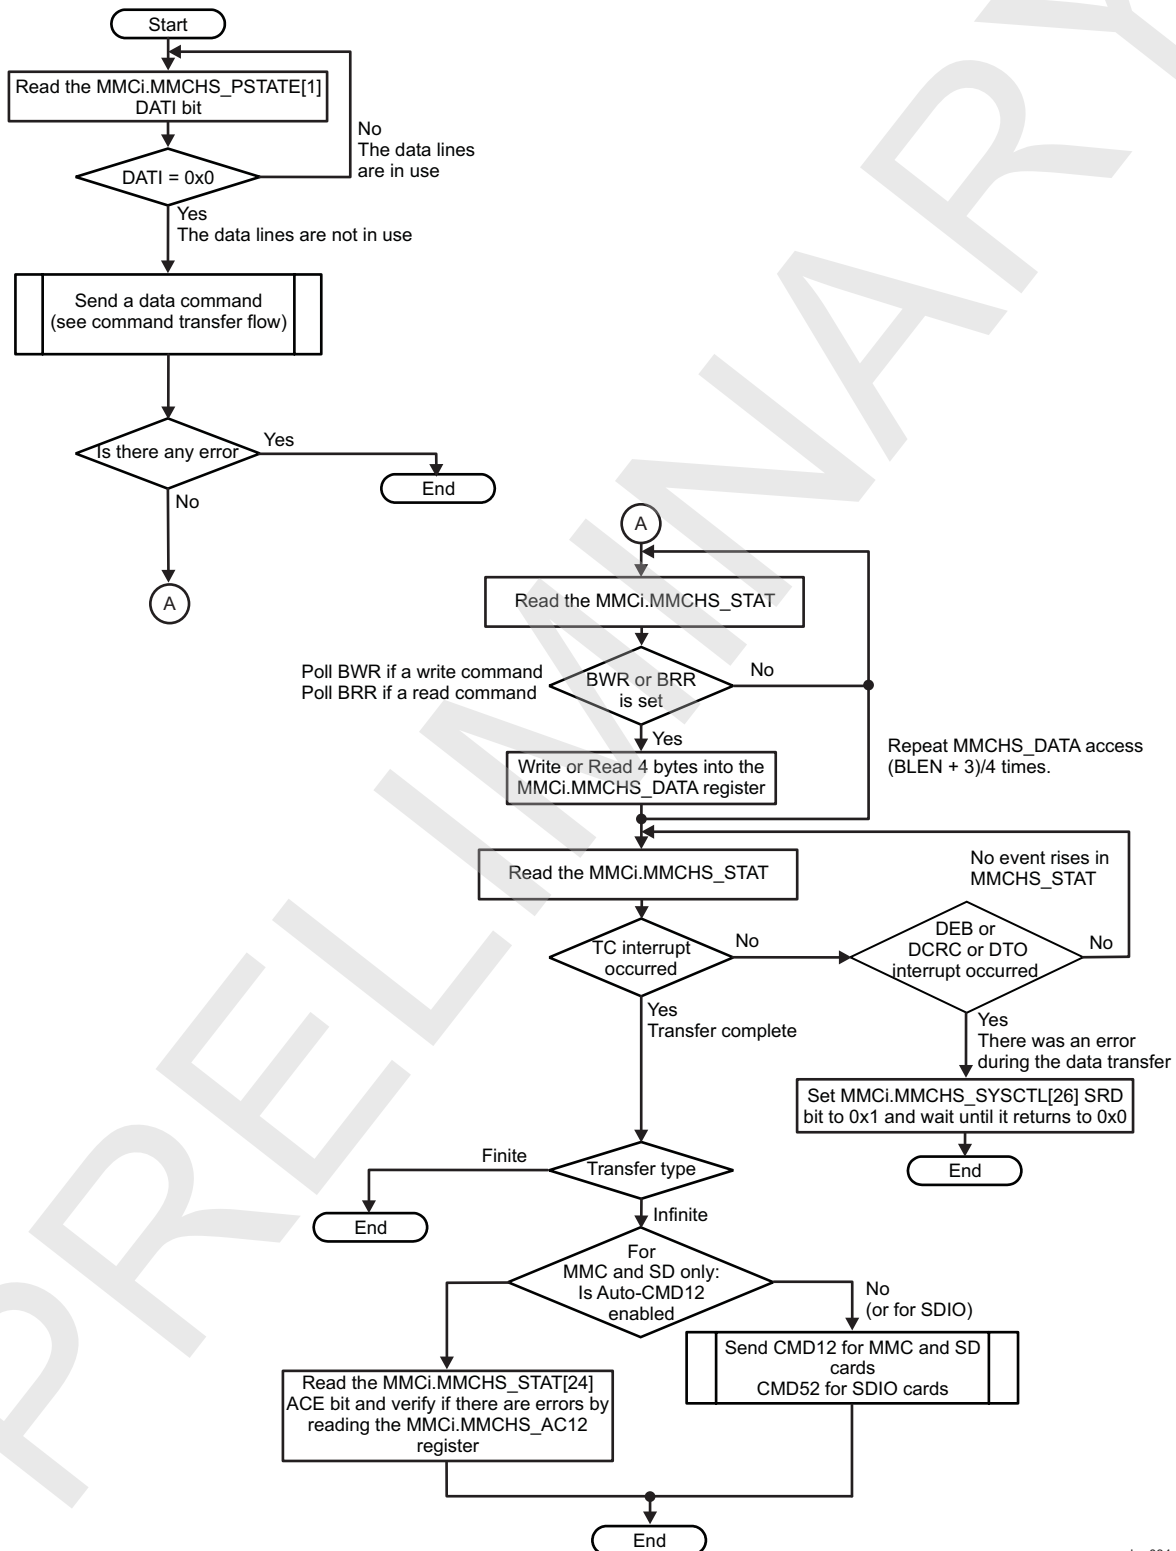 Start
Read the MMCi.MMCHS_PSTATE[1]
DATI bit
No
The data lines
are in use
DATI = 0x0
Yes
The data lines are not in use
Send a data command
(see command transfer flow)
Is there any error
Yes
End
No
A
A
Read the MMCi.MMCHS_STAT
Poll BWR if a write command
Poll BRR if a read command
BWR or BRR
is set
No
Yes
Write or Read 4 bytes into the
MMCi.MMCHS_DATA register
Repeat MMCHS_DATA access
(BLEN + 3)/4 times.
Read the MMCi.MMCHS_STAT
No event rises in
MMCHS_STAT
TC interrupt
occurred
No
DEB or
DCRC or DTO
interrupt occurred
No
Yes
Transfer complete
Yes
There was an error
during the data transfer
Set MMCi.MMCHS_SYSCTL[26] SRD
bit to 0x1 and wait until it returns to 0x0
End
Transfer type
Finite
End
Infinite
For
MMC and SD only:
Is Auto-CMD12
enabled
No
(or for SDIO)
Send CMD12 for MMC and SD
cards
CMD52 for SDIO cards
Read the MMCi.MMCHS_STAT[24]
ACE bit and verify if there are errors by
reading the MMCi.MMCHS_AC12
register
End
PRELIMINARY